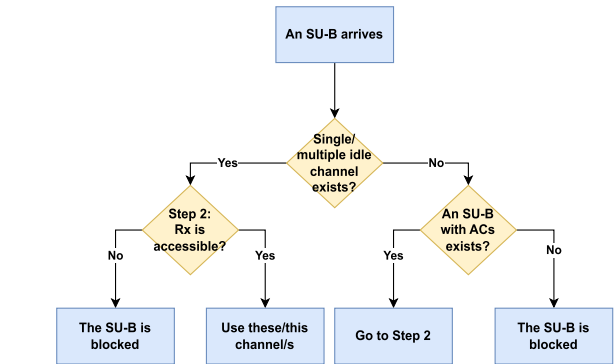 An SU-B arrives
Single/
multiple idle
channel
exists?
Yes
No
Step 2:
Rx is
accessible?
An SU-B
with ACs
exists?
No
Yes
Yes
No
The SU-B is
blocked
Use these/this
channel/s
Go to Step 2
The SU-B is
blocked